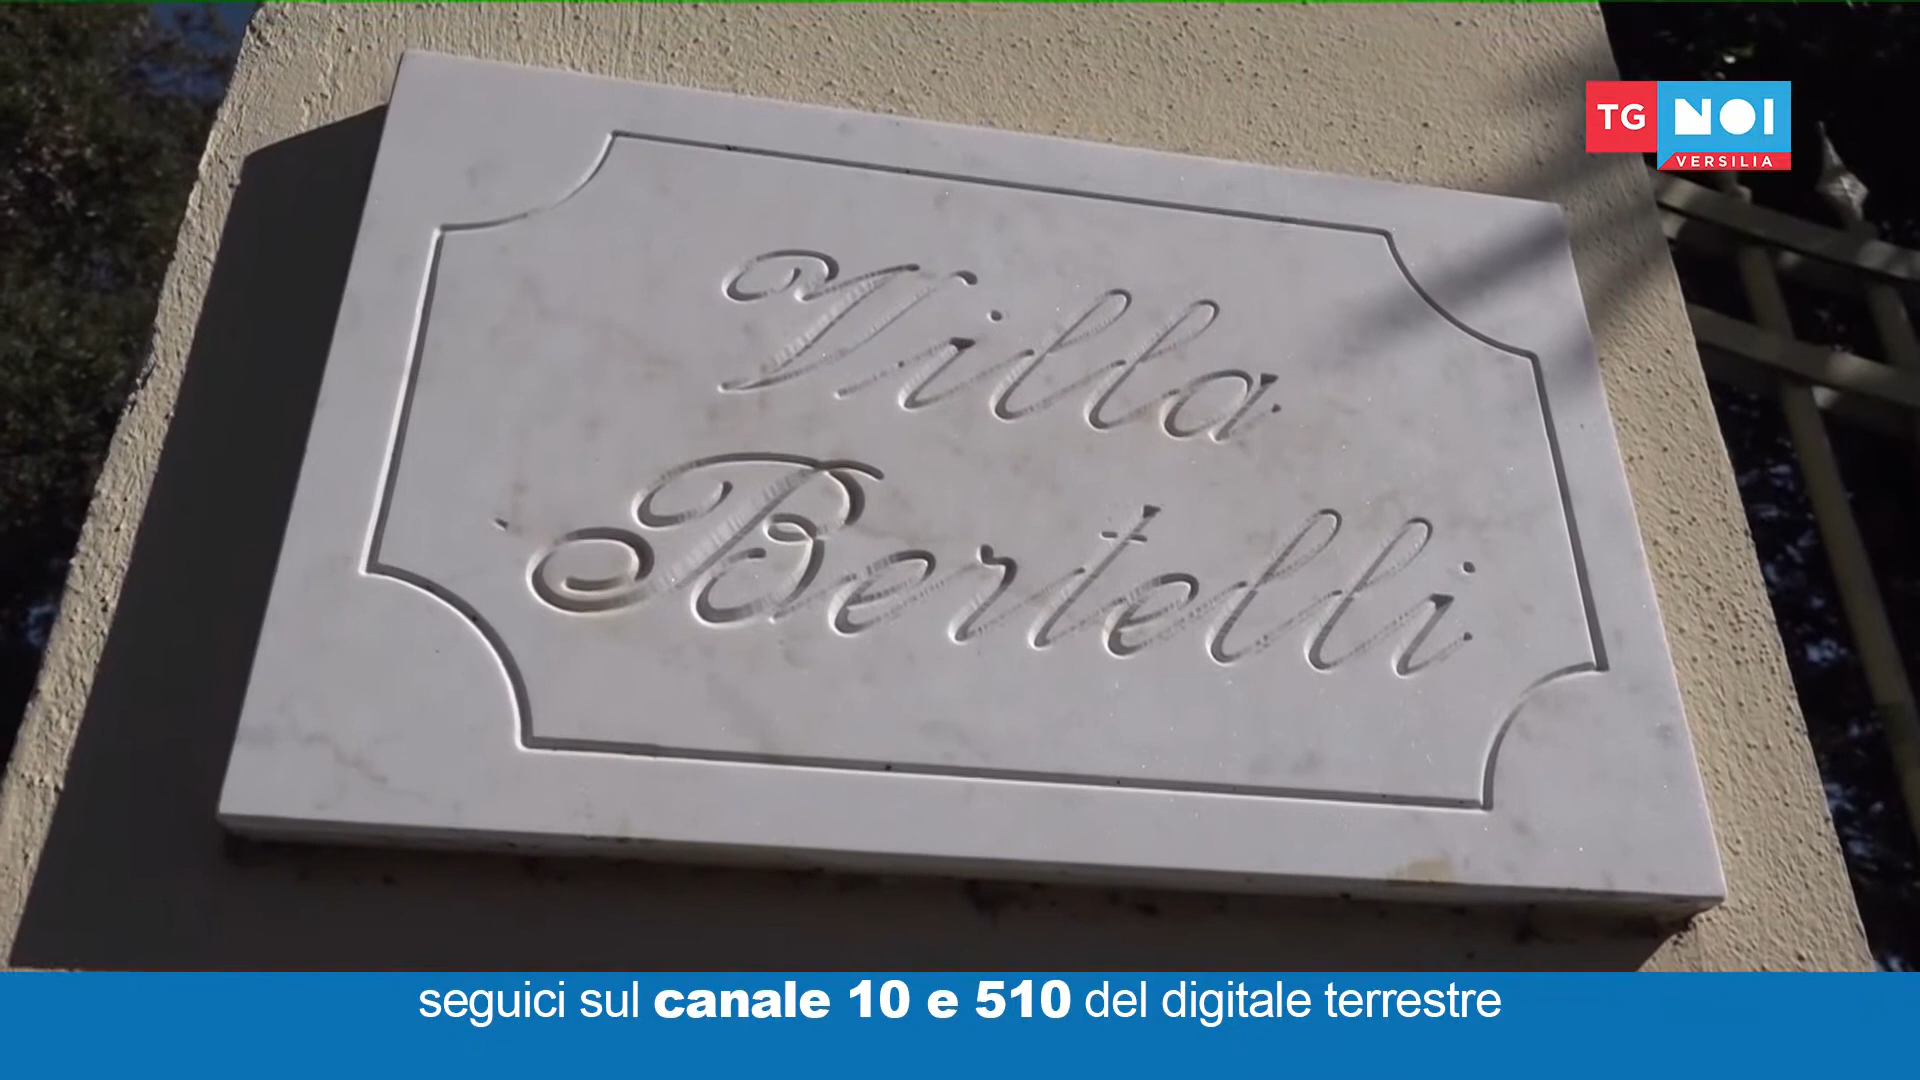 TG NOI
VERSILIA
Villa
Bertelli
seguici sul canale 10 e 510 del digitale terrestre